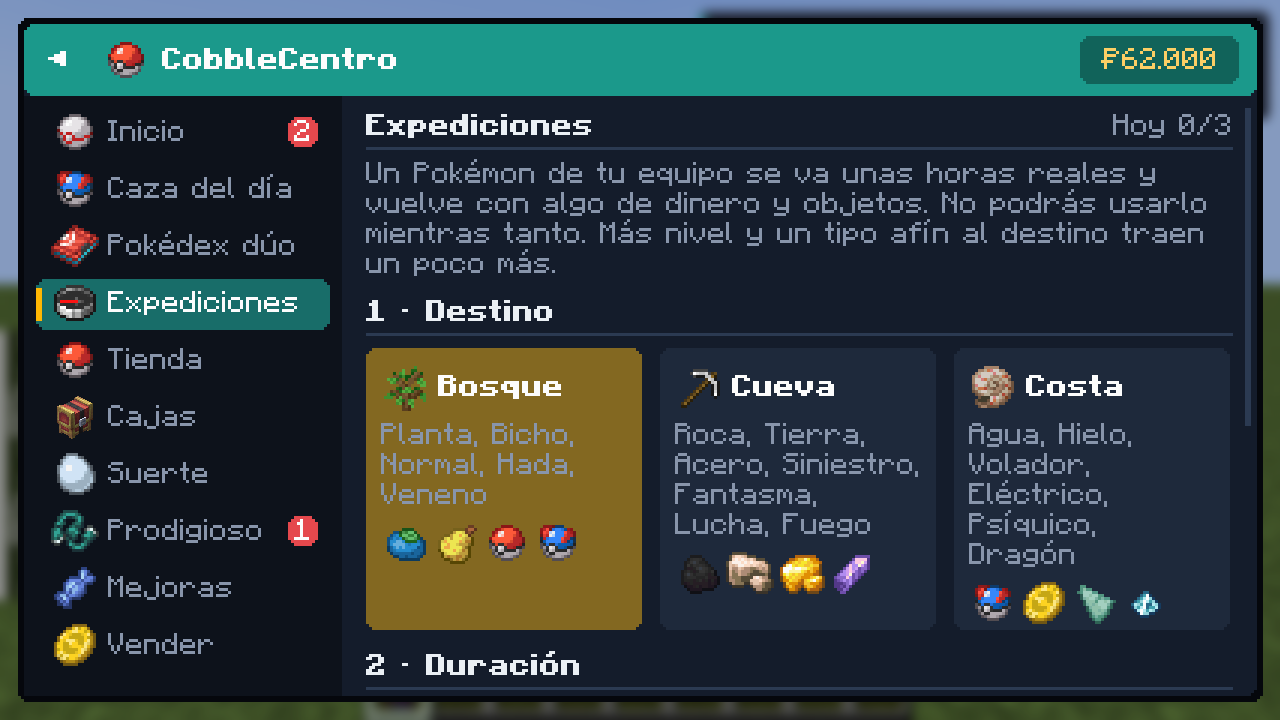 CobbleCentro
₽62.000
Inicio
2
Caza del día
Pokédex dúo
Expediciones
Tienda
Cajas
Suerte
Prodigioso
1
Mejoras
Vender
Expediciones
Hoy 0/3
Un Pokémon de tu equipo se va unas horas reales y
vuelve con algo de dinero y objetos. No podrás usarlo
mientras tanto. Más nivel y un tipo afín al destino traen
un poco más.
1 · Destino
Bosque
Planta, Bicho,
Normal, Hada,
Veneno
Cueva
Roca, Tierra,
Acero, Siniestro,
Fantasma,
Lucha, Fuego
Costa
Agua, Hielo,
Volador,
Eléctrico,
Psíquico,
Dragón
2 · Duración